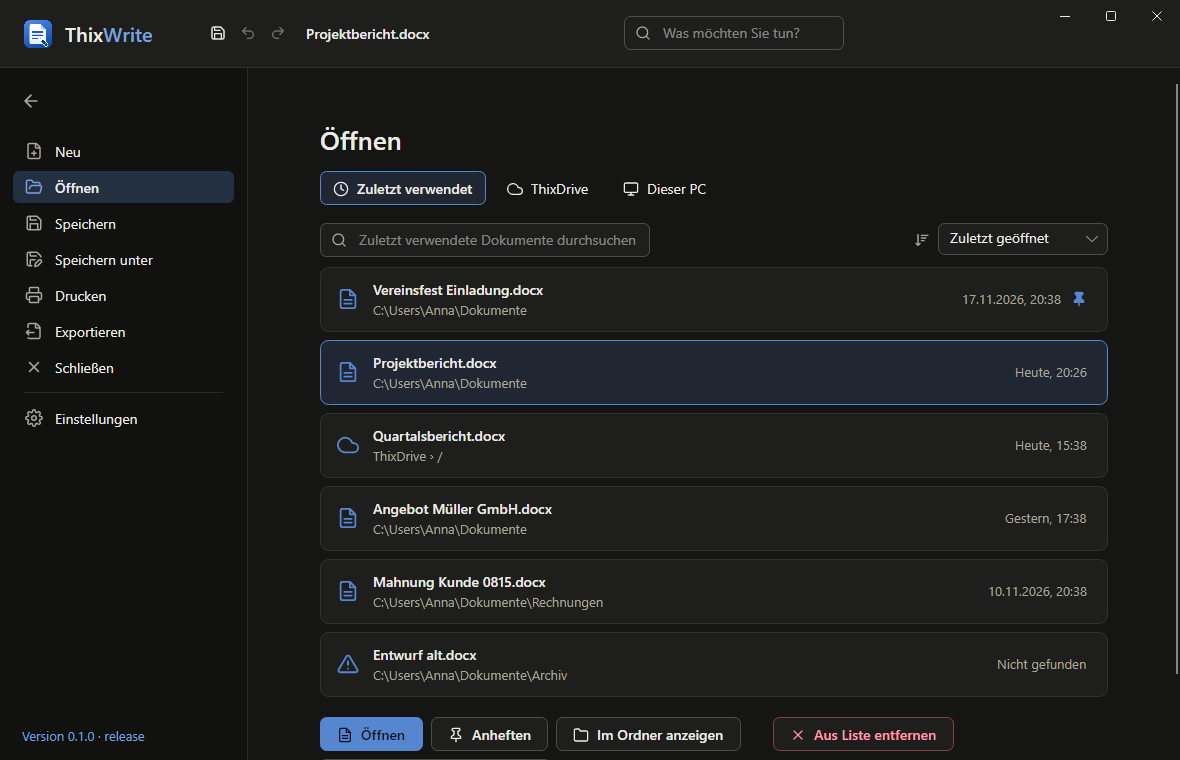 ThixWrite
Projektbericht.docx
Was möchten Sie tun?
Neu
Öffnen
Speichern
Speichern unter
Drucken
Exportieren
Schließen
Einstellungen
Version 0.1.0 · release
Öffnen
Zuletzt verwendet
ThixDrive
Dieser PC
Zuletzt verwendete Dokumente durchsuchen
Zuletzt geöffnet
Vereinsfest Einladung.docx
C:\Users\Anna\Dokumente
17.11.2026, 20:38
Projektbericht.docx
C:\Users\Anna\Dokumente
Heute, 20:26
Quartalsbericht.docx
ThixDrive › /
Heute, 15:38
Angebot Müller GmbH.docx
C:\Users\Anna\Dokumente
Gestern, 17:38
Mahnung Kunde 0815.docx
C:\Users\Anna\Dokumente\Rechnungen
10.11.2026, 20:38
Entwurf alt.docx
C:\Users\Anna\Dokumente\Archiv
Nicht gefunden
Öffnen
Anheften
Im Ordner anzeigen
Aus Liste entfernen